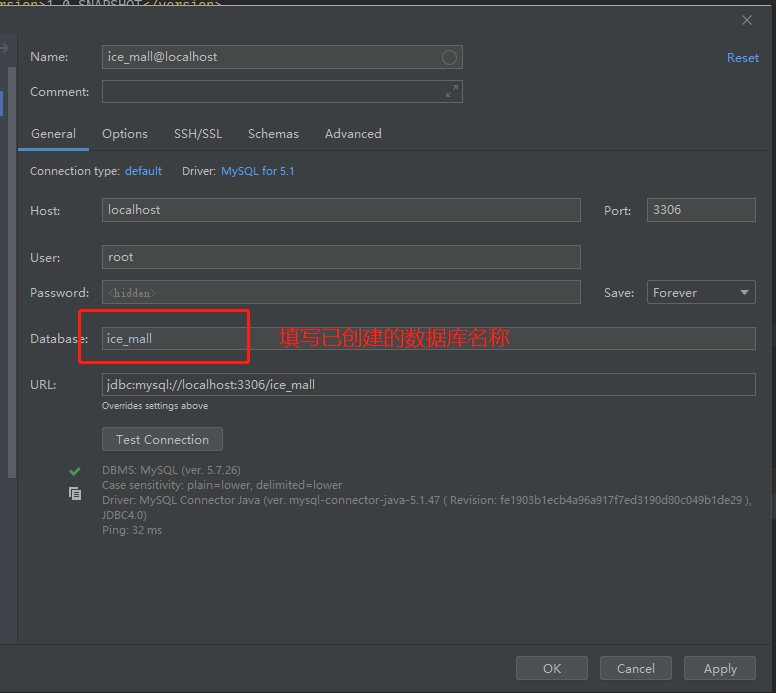 rsion>1.0-SNAPSHOT</version>
Name: ice_mall@localhost Reset
Comment:
General Options SSH/SSL Schemas Advanced
Connection type: default Driver: MySQL for 5.1
Host: localhost Port: 3306
User: root
Password: <hidden> Save: Forever
Database: ice_mall 填写已创建的数据库名称
URL: jdbc:mysql://localhost:3306/ice_mall
Overrides settings above
Test Connection
DBMS: MySQL (ver. 5.7.26)
Case sensitivity: plain=lower, delimited=lower
Driver: MySQL Connector Java (ver. mysql-connector-java-5.1.47 ( Revision: fe1903b1ecb4a96a917f7ed3190d80c049b1de29 ),
JDBC4.0)
Ping: 32 ms
OK Cancel Apply